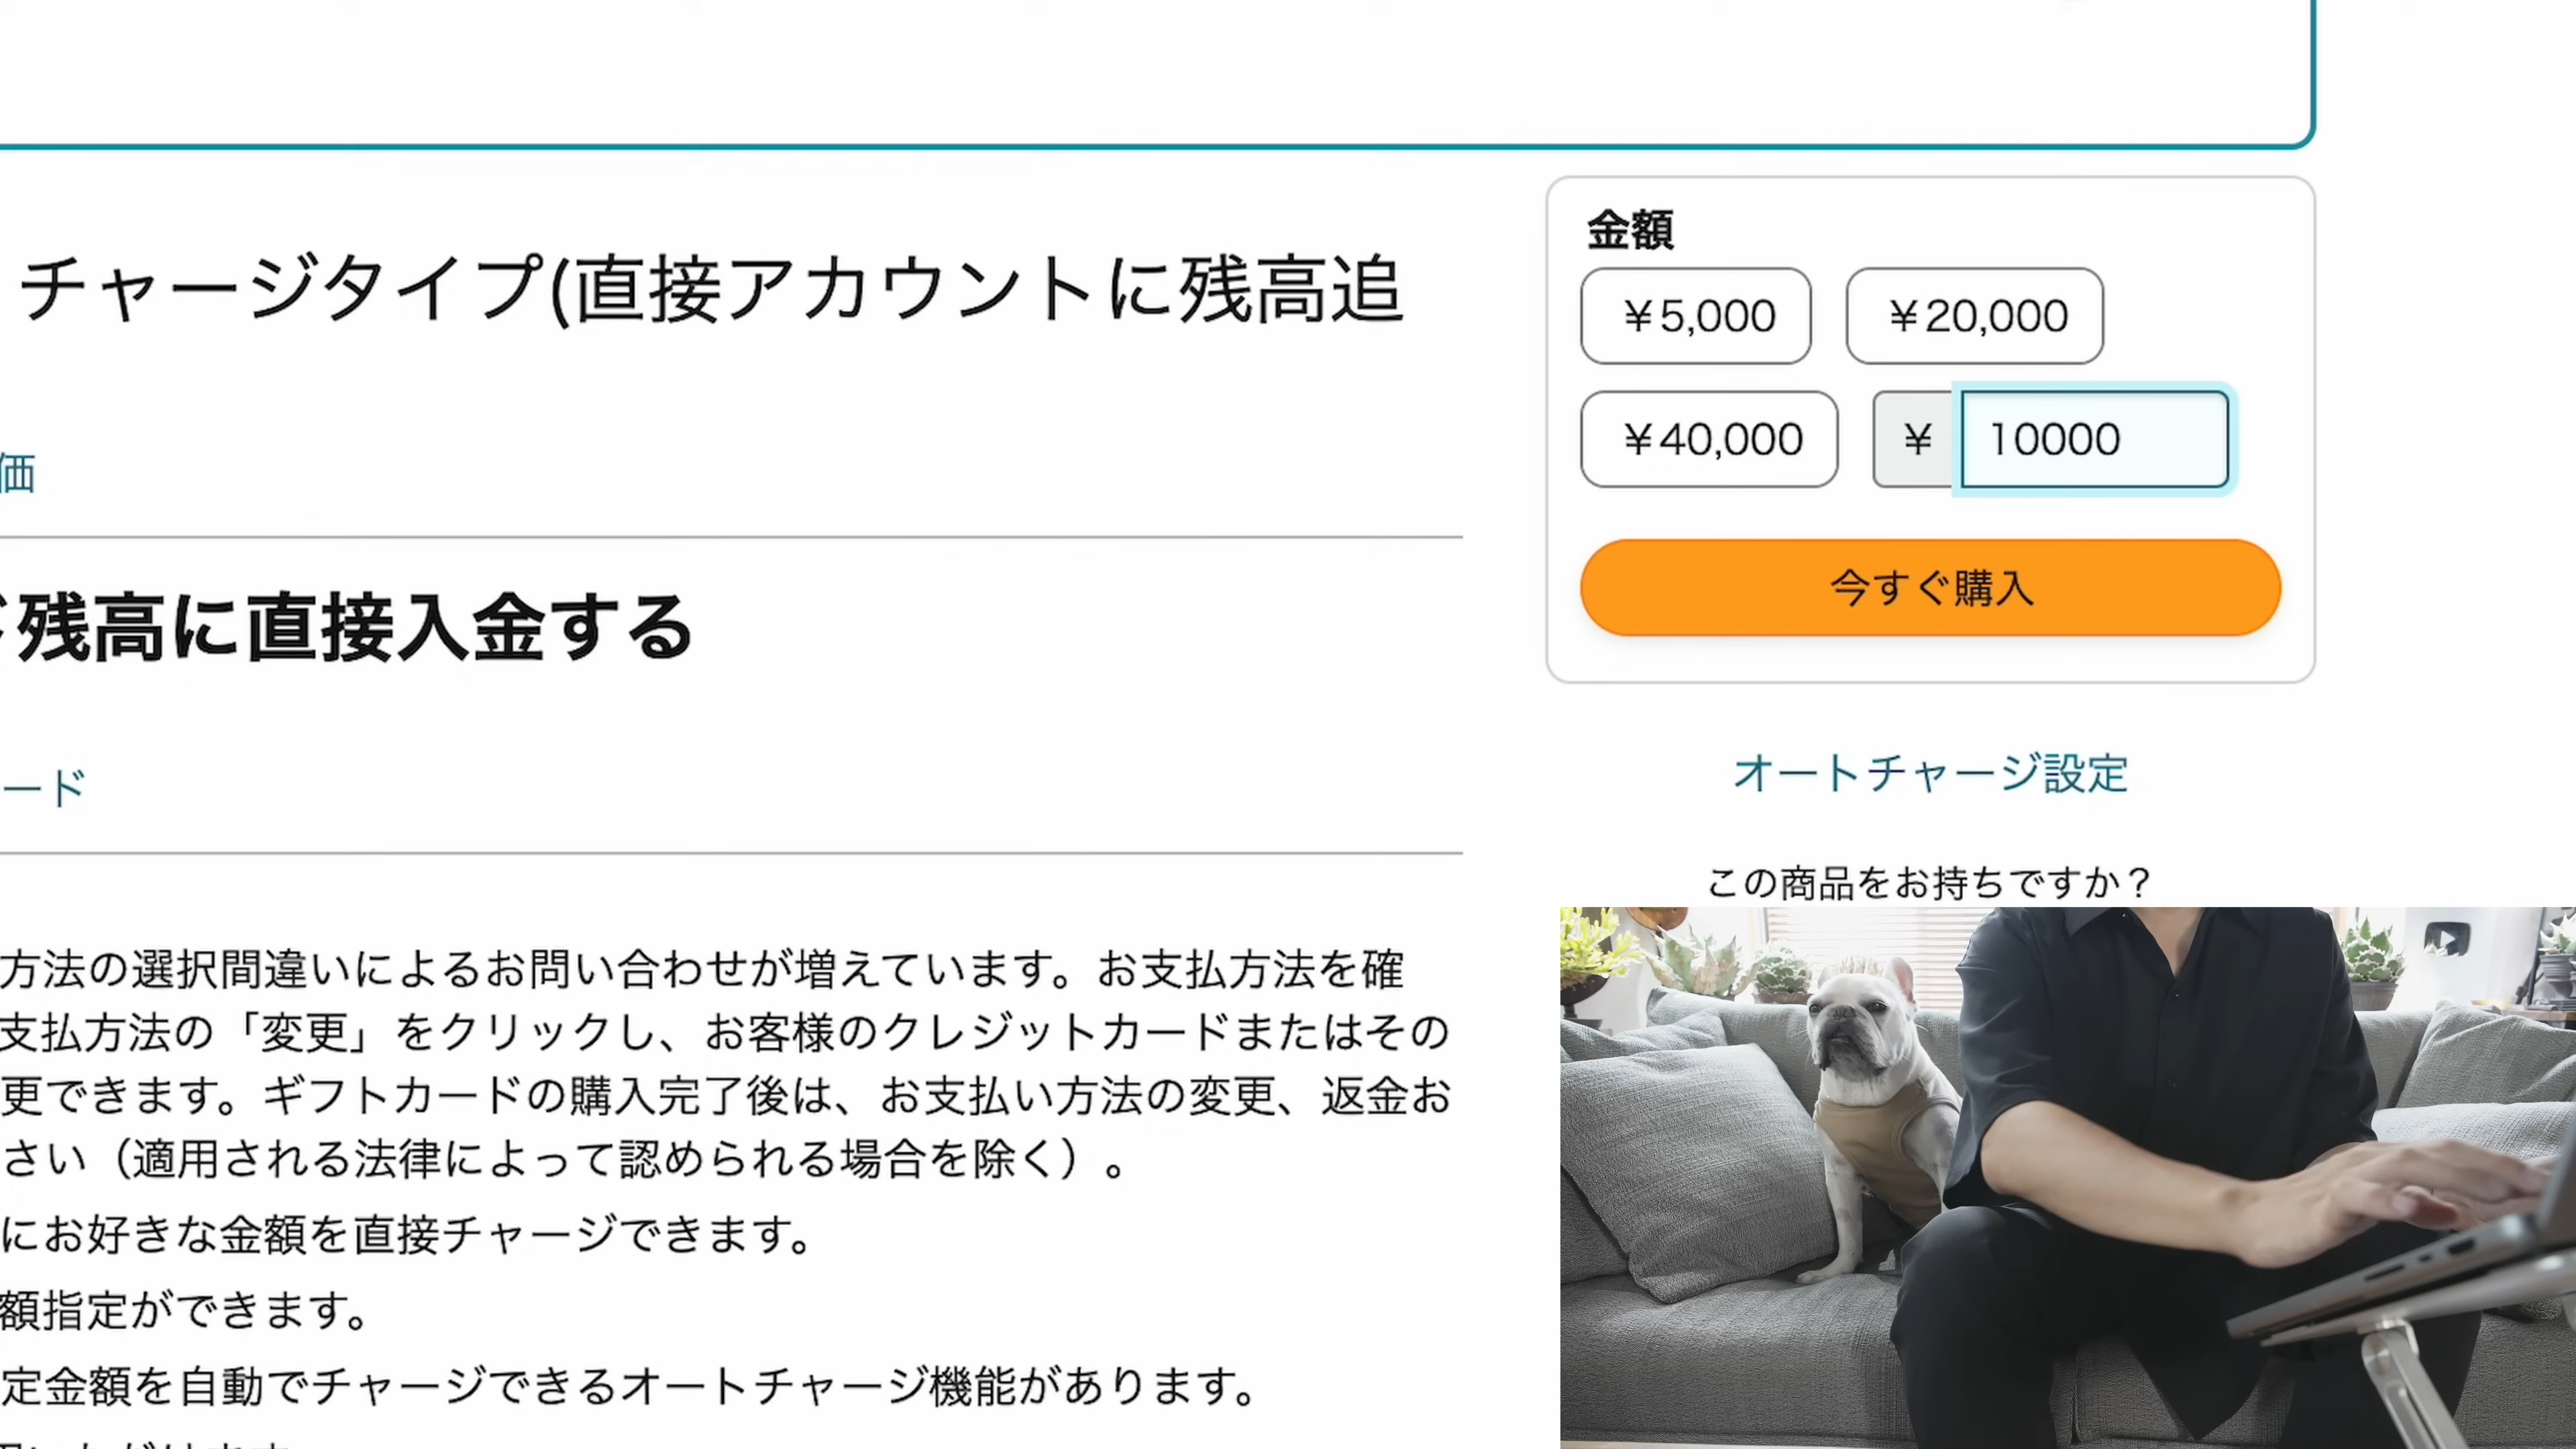 チャージタイプ(直接アカウントに残高追
価
残高に直接入金する
ード
方法の選択間違いによるお問い合わせが増えています。お支払方法を確
支払方法の「変更」をクリックし、お客様のクレジットカードまたはその
更できます。ギフトカードの購入完了後は、お支払い方法の変更、返金お
さい（適用される法律によって認められる場合を除く）。
にお好きな金額を直接チャージできます。
額指定ができます。
定金額を自動でチャージできるオートチャージ機能があります。
金額
¥5,000
¥20,000
¥40,000
¥ 10000
今すぐ購入
オートチャージ設定
この商品をお持ちですか？